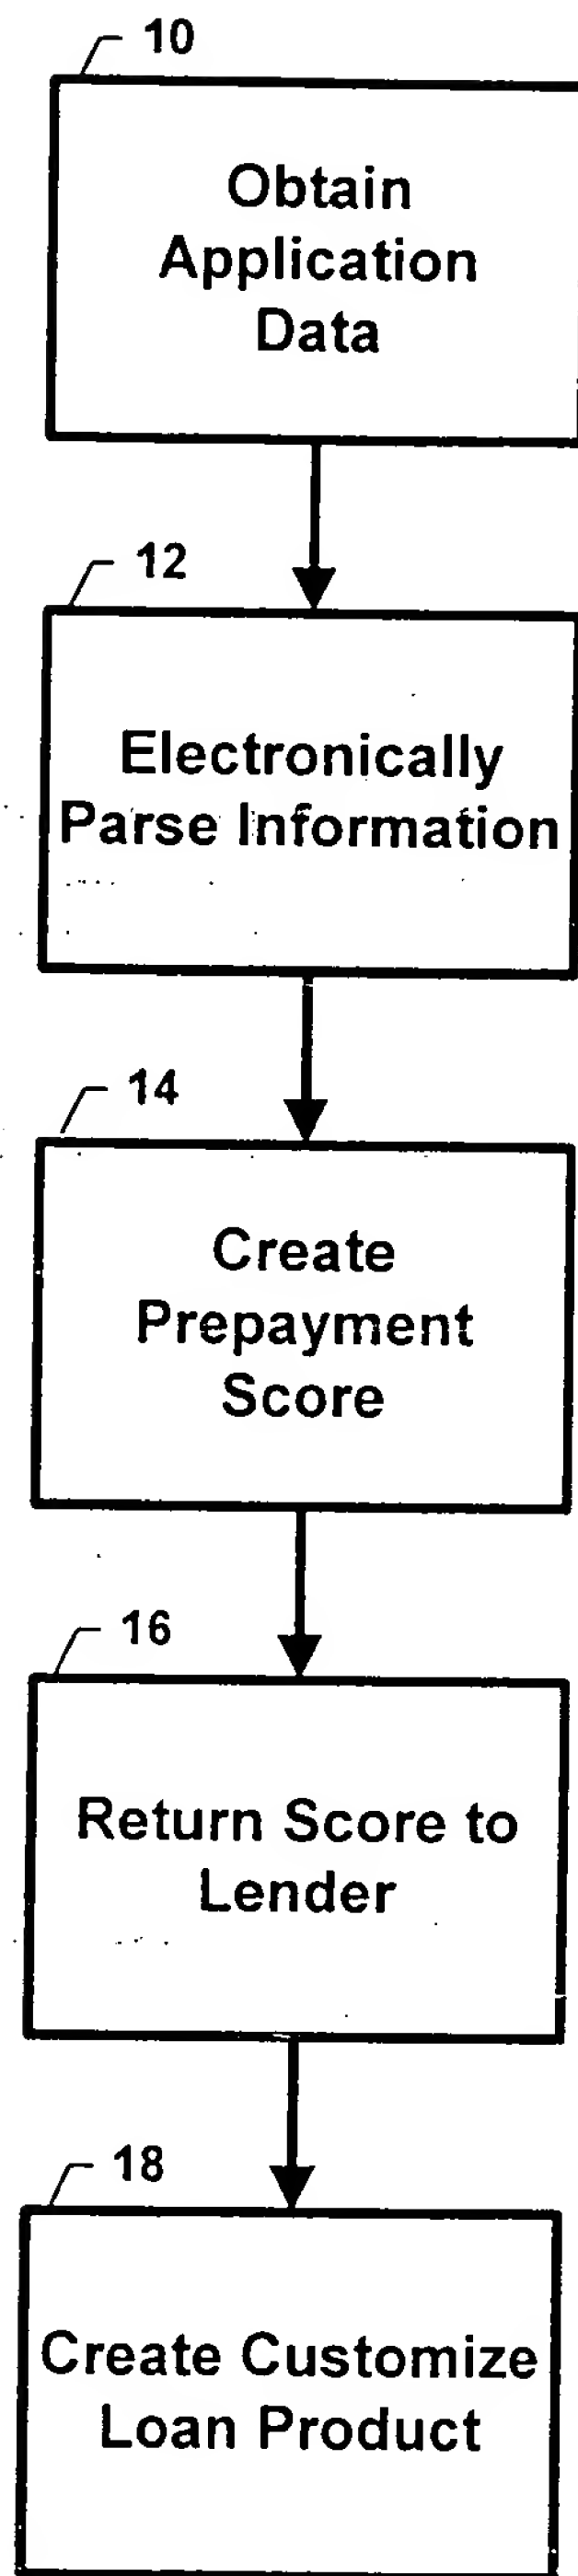 10
Obtain
Application
Data
12
Electronically
Parse Information
14
Create
Prepayment
Score
16
Return Score to
Lender
18
Create Customize
Loan Product